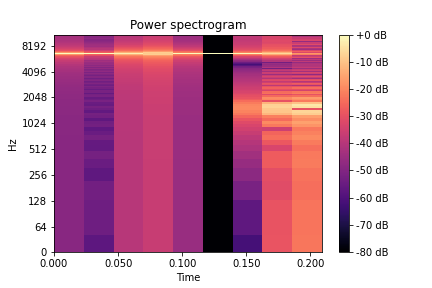 Power spectrogram
8192
4096
2048
1024
512
256
128
64
0
Hz
0.000 0.050 0.100 0.150 0.200
Time
+0 dB
-10 dB
-20 dB
-30 dB
-40 dB
-50 dB
-60 dB
-70 dB
-80 dB